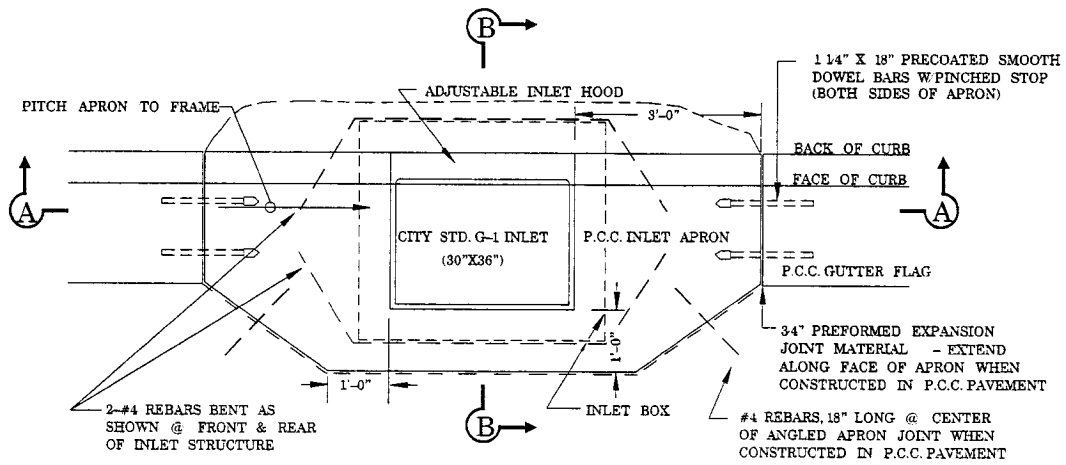 B
1 1/4" X 18" PRECOATED SMOOTH
DOWEL BARS W/PINCHED STOP
(BOTH SIDES OF APRON)
PITCH APRON TO FRAME
ADJUSTABLE INLET HOOD
3'-0"
BACK OF CURB
FACE OF CURB
A
A
CITY STD. G-1 INLET
(30"X36")
P.C.C. INLET APRON
P.C.C. GUTTER FLAG
3/4" PREFORMED EXPANSION
JOINT MATERIAL - EXTEND
ALONG FACE OF APRON WHEN
CONSTRUCTED IN P.C.C. PAVEMENT
1'-0"
1'-0"
2-#4 REBARS BENT AS
SHOWN @ FRONT & REAR
OF INLET STRUCTURE
B
INLET BOX
#4 REBARS, 18" LONG @ CENTER
OF ANGLED APRON JOINT WHEN
CONSTRUCTED IN P.C.C. PAVEMENT